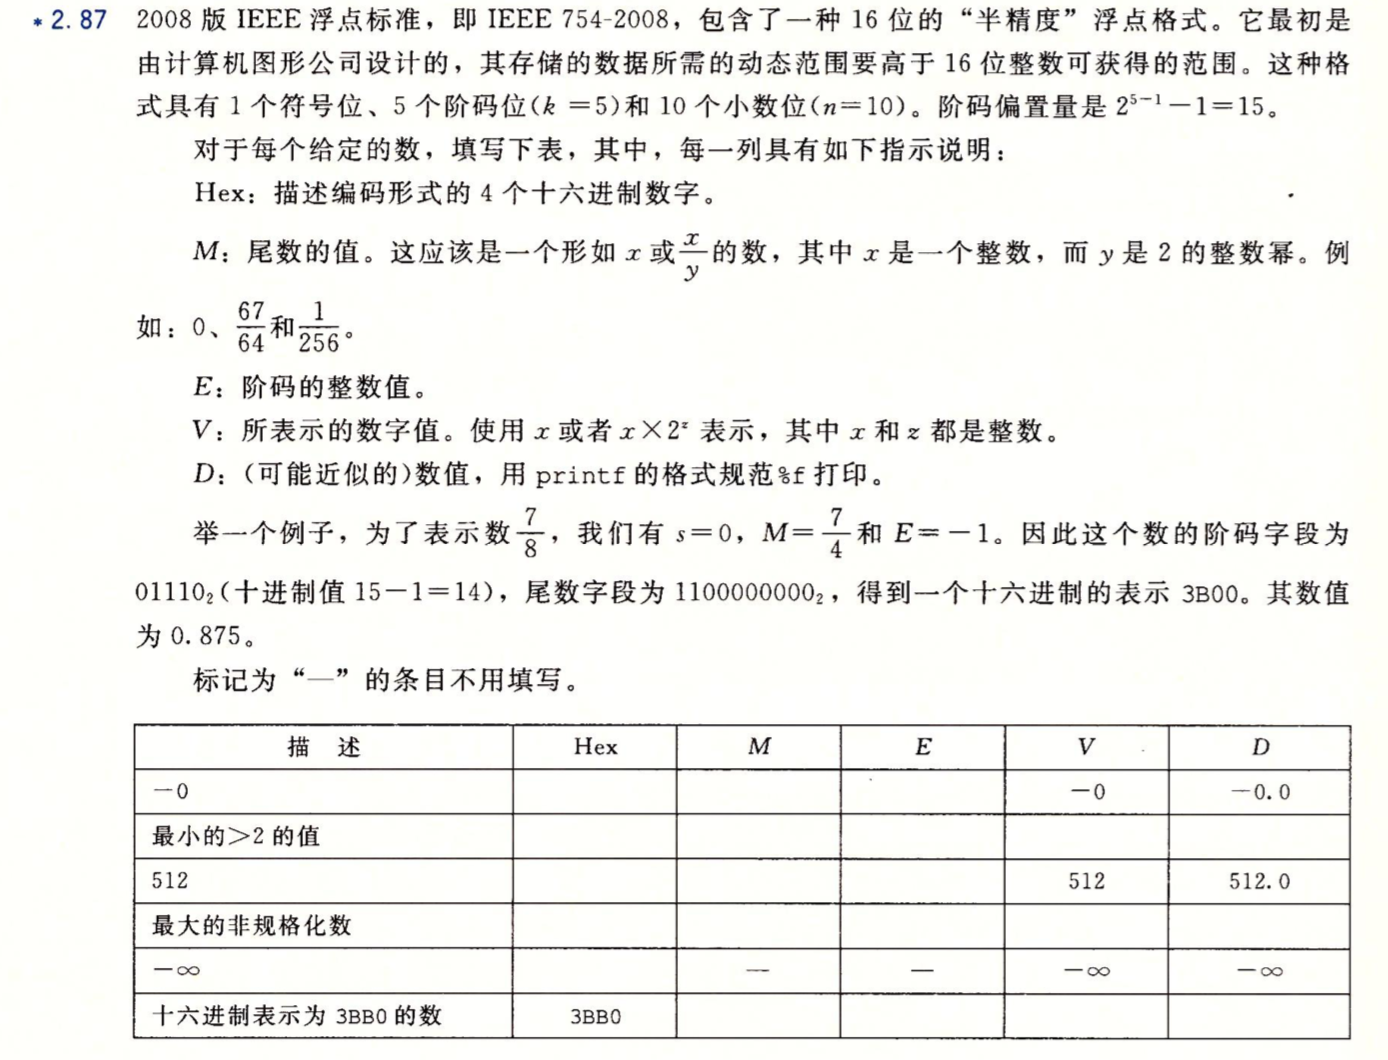 * 2.87 2008 版 IEEE 浮点标准，即 IEEE 754-2008，包含了一种 16 位的“半精度”浮点格式。它最初是
由计算机图形公司设计的，其存储的数据所需的动态范围要高于 16 位整数可获得的范围。这种格
式具有 1 个符号位、5 个阶码位(k =5)和 10 个小数位(n=10)。阶码偏置量是 2⁵⁻¹－1=15。
对于每个给定的数，填写下表，其中，每一列具有如下指示说明：
Hex：描述编码形式的 4 个十六进制数字。
M：尾数的值。这应该是一个形如 x 或 x/y 的数，其中 x 是一个整数，而 y 是 2 的整数幂。例
如：0、67/64 和 1/256。
E：阶码的整数值。
V：所表示的数字值。使用 x 或者 x×2ᶻ 表示，其中 x 和 z 都是整数。
D：(可能近似的)数值，用 printf 的格式规范%f 打印。
举一个例子，为了表示数 7/8，我们有 s=0，M=7/4 和 E=－1。因此这个数的阶码字段为
01110₂(十进制值 15－1=14)，尾数字段为 1100000000₂，得到一个十六进制的表示 3B00。其数值
为 0.875。
标记为“—”的条目不用填写。
描 述 Hex M E V D
－0 －0 －0.0
最小的>2 的值
512 512 512.0
最大的非规格化数
－∞ — — －∞ －∞
十六进制表示为 3BB0 的数 3BB0